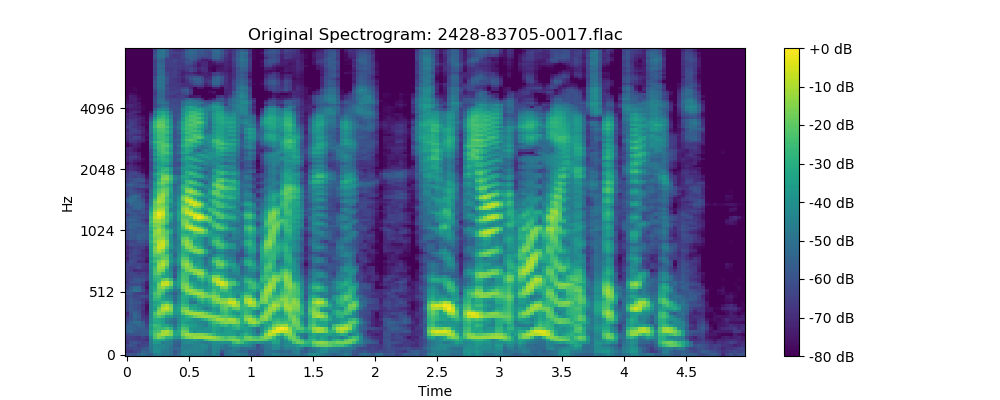 Original Spectrogram: 2428-83705-0017.flac
Hz
4096
2048
1024
512
0
0 0.5 1 1.5 2 2.5 3 3.5 4 4.5
Time
+0 dB
-10 dB
-20 dB
-30 dB
-40 dB
-50 dB
-60 dB
-70 dB
-80 dB